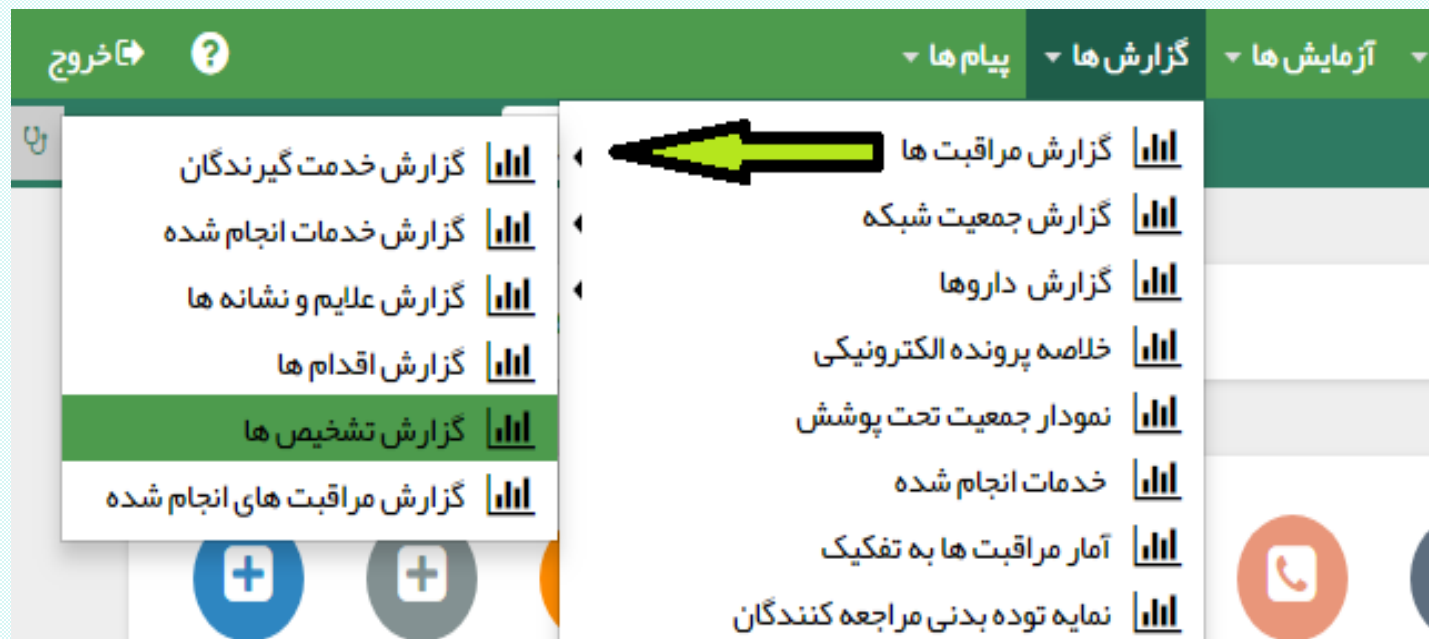 آزمایش ها
گزارش ها
پیام ها
خروج
گزارش مراقبت ها
گزارش جمعیت شبکه
گزارش داروها
خلاصه پرونده الکترونیکی
نمودار جمعیت تحت پوشش
خدمات انجام شده
آمار مراقبت ها به تفکیک
نمایه توده بدنی مراجعه کنندگان
گزارش خدمت گیرندگان
گزارش خدمات انجام شده
گزارش علایم و نشانه ها
گزارش اقدام ها
گزارش تشخیص ها
گزارش مراقبت های انجام شده